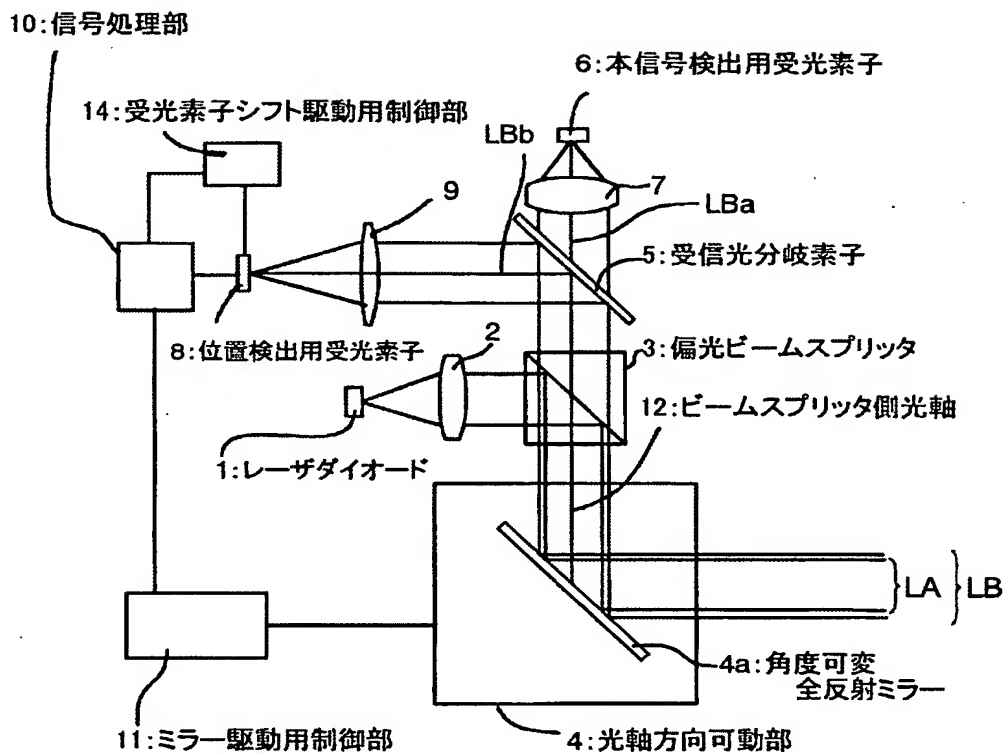 10:信号処理部
6:本信号検出用受光素子
14:受光素子シフト駆動用制御部
LBb
9
7
LBa
5:受信光分岐素子
8:位置検出用受光素子
2
3:偏光ビームスプリッタ
12:ビームスプリッタ側光軸
1:レーザダイオード
LA
LB
4a:角度可変
全反射ミラー
11:ミラー駆動用制御部
4:光軸方向可動部